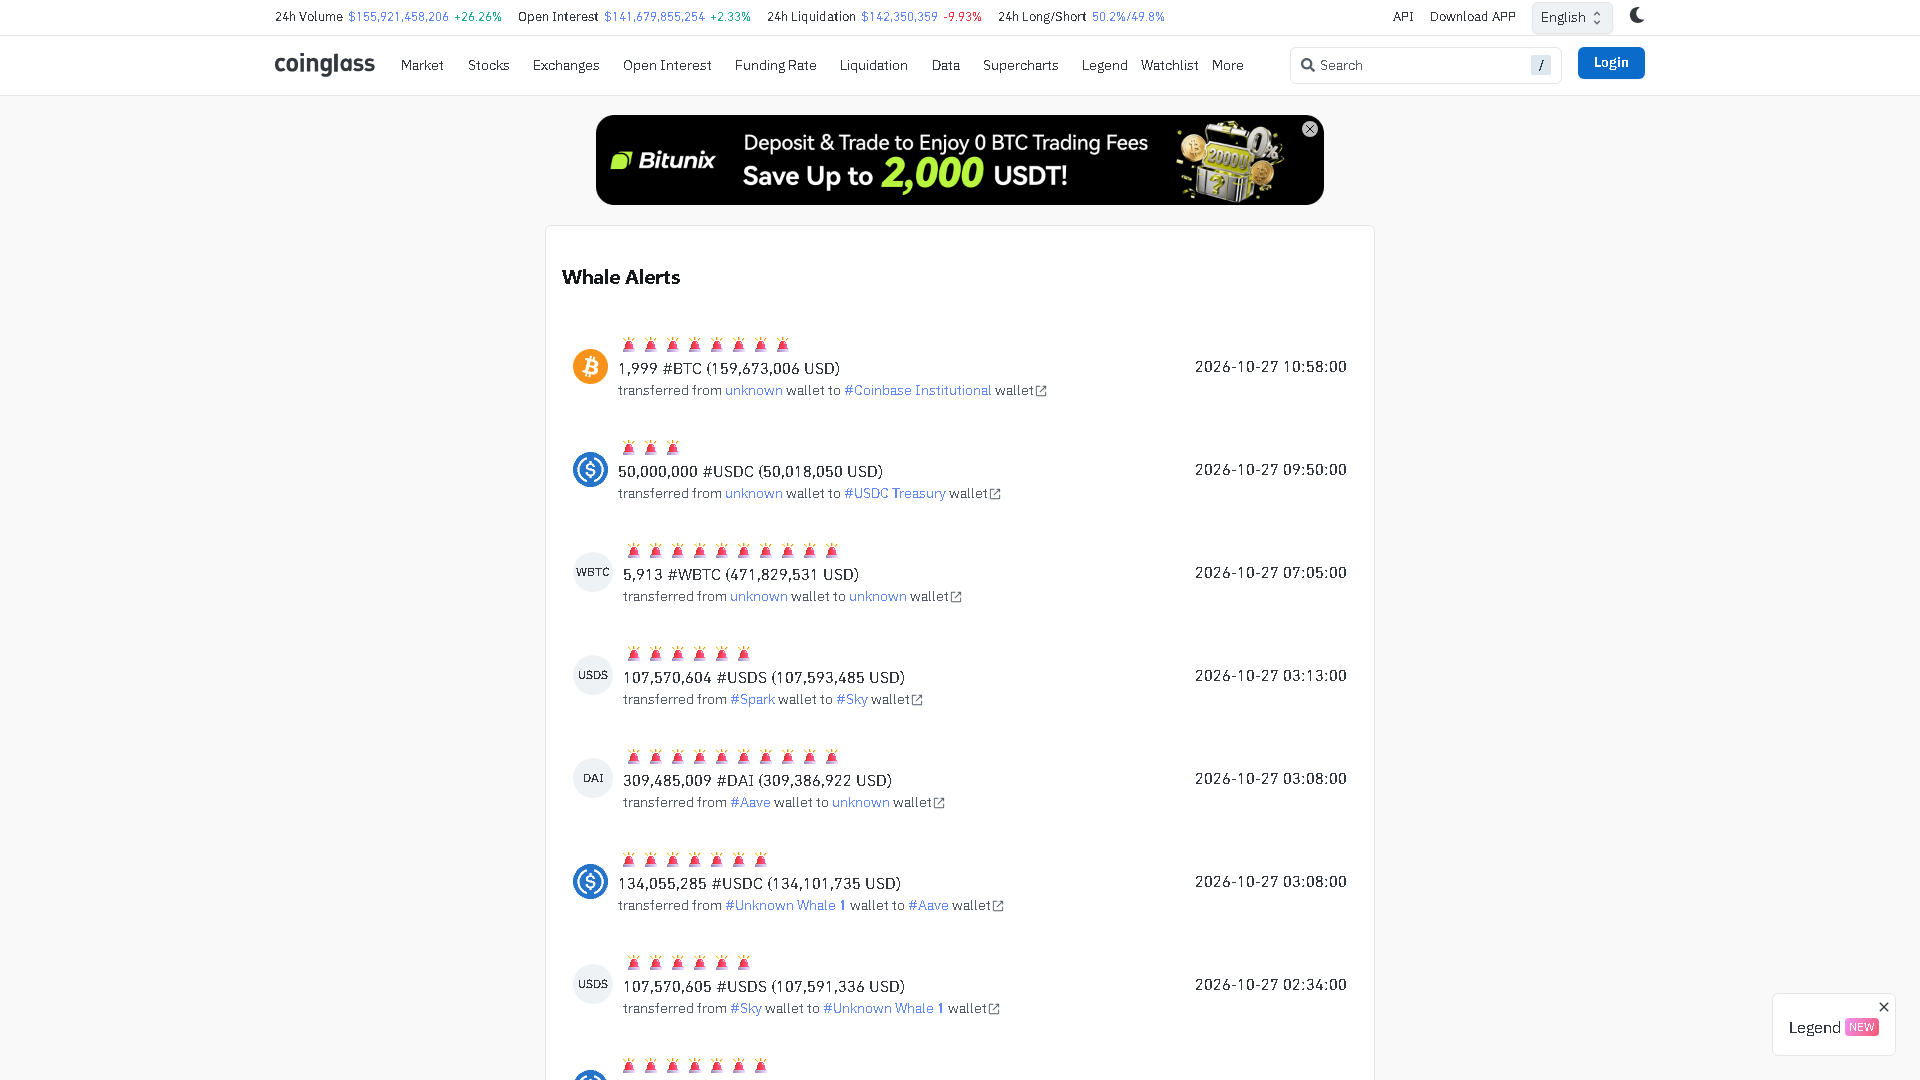 24h Volume $155,921,458,206 +26.26% Open Interest $141,679,855,254 +2.33% 24h Liquidation $142,350,359 -9.93% 24h Long/Short 50.2%/49.8% API Download APP English
coinglass Market Stocks Exchanges Open Interest Funding Rate Liquidation Data Supercharts Legend Watchlist More Search / Login
Bitunix
Deposit & Trade to Enjoy 0 BTC Trading Fees
Save Up to 2,000 USDT!
Whale Alerts
1,999 #BTC (159,673,006 USD)
2026-10-27 10:58:00
transferred from unknown wallet to #Coinbase Institutional wallet
50,000,000 #USDC (50,018,050 USD)
2026-10-27 09:50:00
transferred from unknown wallet to #USDC Treasury wallet
WBTC
5,913 #WBTC (471,829,531 USD)
2026-10-27 07:05:00
transferred from unknown wallet to unknown wallet
USDS
107,570,604 #USDS (107,593,485 USD)
2026-10-27 03:13:00
transferred from #Spark wallet to #Sky wallet
DAI
309,485,009 #DAI (309,386,922 USD)
2026-10-27 03:08:00
transferred from #Aave wallet to unknown wallet
134,055,285 #USDC (134,101,735 USD)
2026-10-27 03:08:00
transferred from #Unknown Whale 1 wallet to #Aave wallet
USDS
107,570,605 #USDS (107,591,336 USD)
2026-10-27 02:34:00
transferred from #Sky wallet to #Unknown Whale 1 wallet
Legend NEW